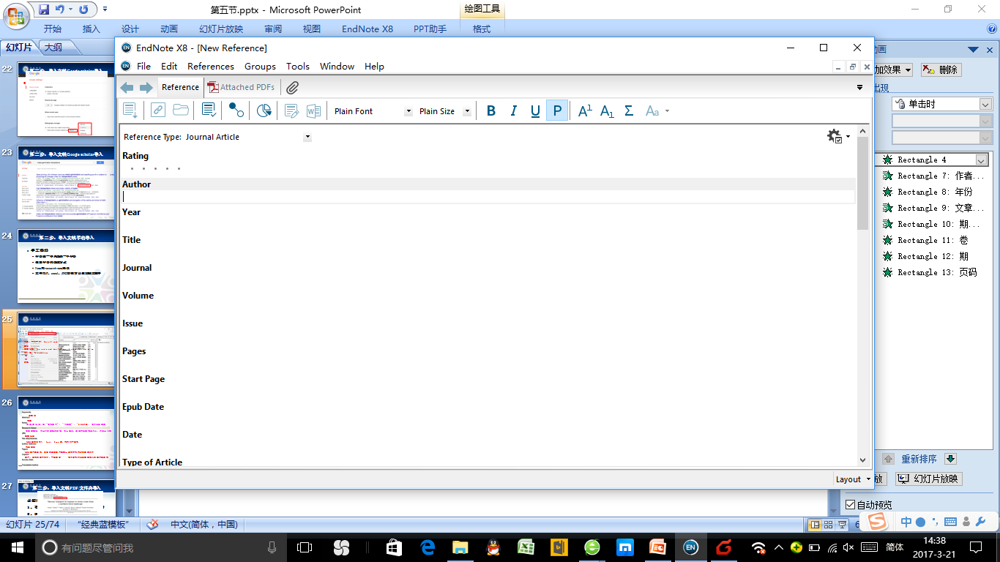 第五节.pptx - Microsoft PowerPoint
绘图工具
开始 插入 设计 动画 幻灯片放映 审阅 视图 EndNote X8 PPT助手 格式
幻灯片 大纲
EndNote X8 - [New Reference]
File Edit References Groups Tools Window Help
Reference Attached PDFs
Plain Font Plain Size B I U P A1 A1 Σ Aa
Reference Type: Journal Article
Rating
Author
Year
Title
Journal
Volume
Issue
Pages
Start Page
Epub Date
Date
Type of Article
Layout
22
23
24
25
26
27
第二步：导入文献Google scholar导入
第二步：导入文献手动导入
第二步：导入文献PDF文件夹导入
动画
加效果 删除
出现
单击时
Rectangle 4
Rectangle 7: 作者...
Rectangle 8: 年份
Rectangle 9: 文章...
Rectangle 10: 期...
Rectangle 11: 卷
Rectangle 12: 期
Rectangle 13: 页码
重新排序
放 幻灯片放映
自动预览
幻灯片 25/74 “经典蓝模板” 中文(简体，中国)
中
有问题尽管问我
简体
14:38
2017-3-21